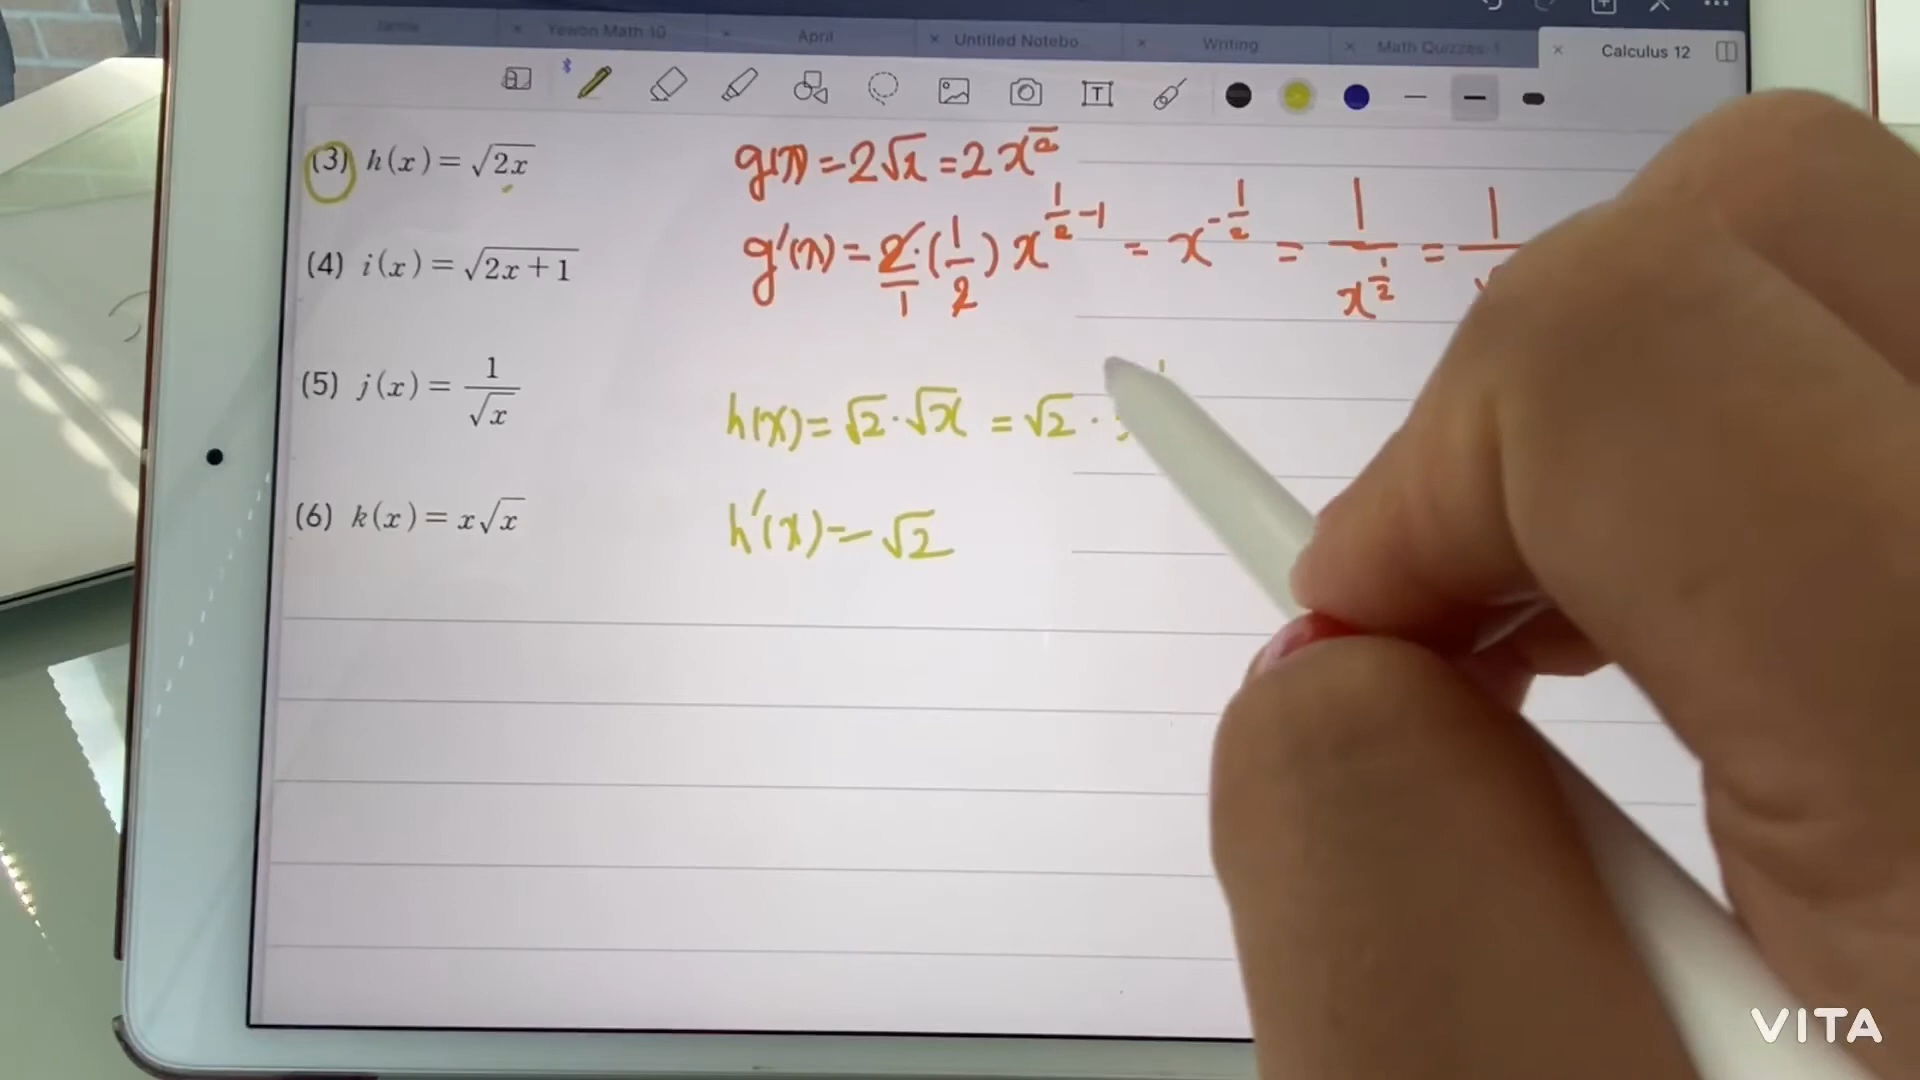 Jamie
Yewon Math 10
April
Untitled Notebo
Writing
Math Quizzes-1
Calculus 12
T
(3) h(x) = √2x
(4) i(x) = √2x+1
(5) j(x) = 1/√x
(6) k(x) = x√x
g(x) = 2√x = 2x^‾2
g'(x) = 2/1·(1/2)x^(1/2 -1) = x^(-1/2) = 1/x^(1/2) = 1/√
h(x) = √2·√x = √2 ·
h'(x) = √2
VITA